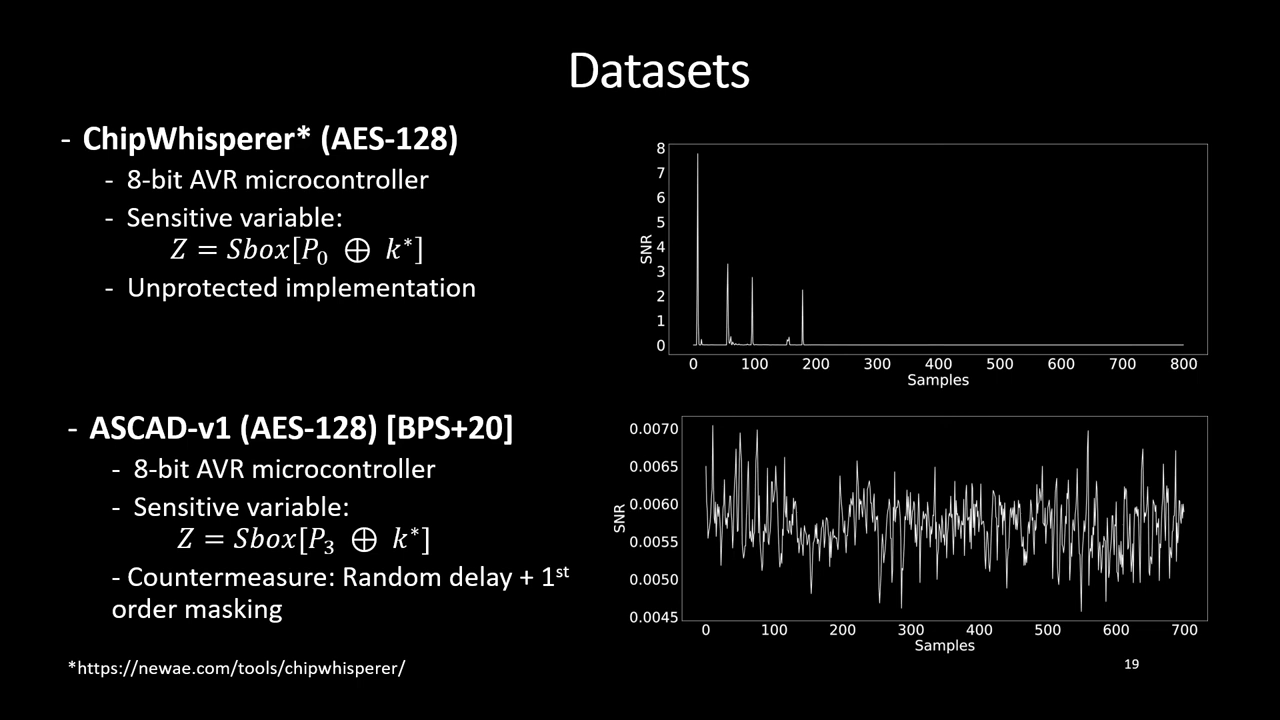 Datasets
- ChipWhisperer* (AES-128)
- 8-bit AVR microcontroller
- Sensitive variable:
Z = Sbox[P₀ ⊕ k*]
- Unprotected implementation
8
7
6
5
4
3
2
1
0
SNR
0 100 200 300 400 500 600 700 800
Samples
- ASCAD-v1 (AES-128) [BPS+20]
- 8-bit AVR microcontroller
- Sensitive variable:
Z = Sbox[P₃ ⊕ k*]
- Countermeasure: Random delay + 1st
order masking
0.0070
0.0065
0.0060
0.0055
0.0050
0.0045
SNR
0 100 200 300 400 500 600 700
Samples
*https://newae.com/tools/chipwhisperer/
19